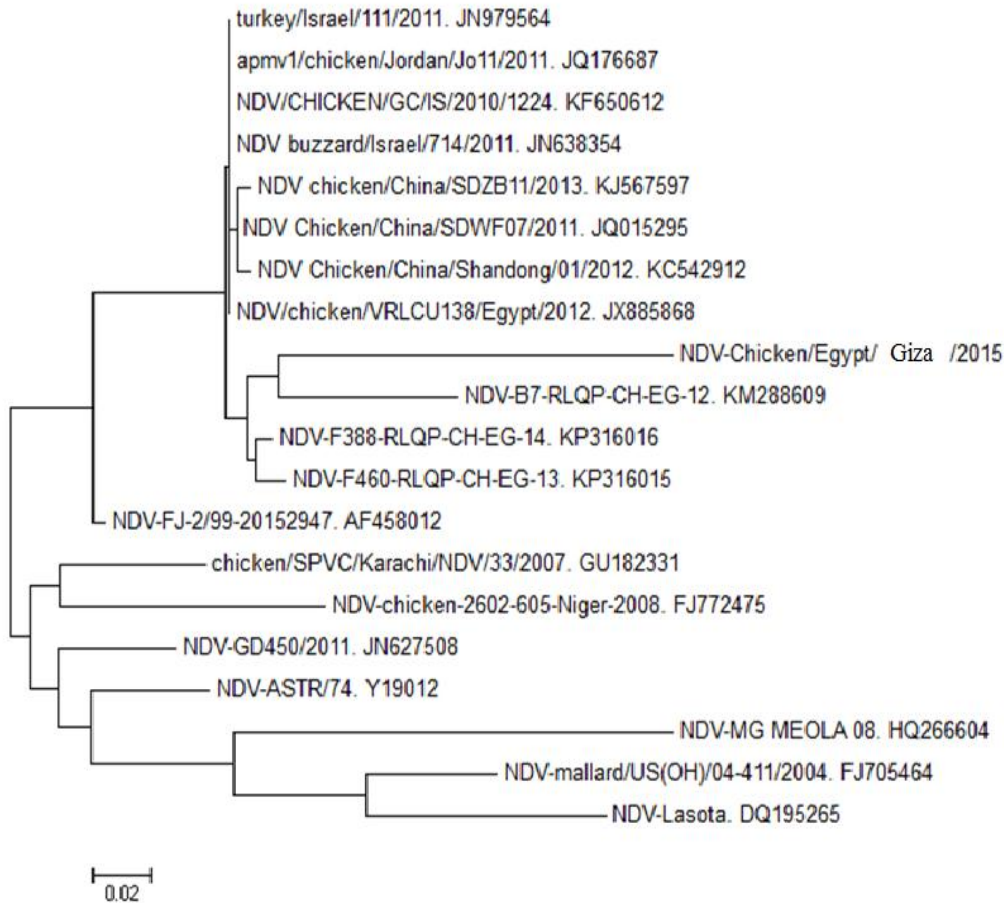 turkey/Israel/111/2011. JN979564
apmv1/chicken/Jordan/Jo11/2011. JQ176687
NDV/CHICKEN/GC/IS/2010/1224. KF650612
NDV buzzard/Israel/714/2011. JN638354
NDV chicken/China/SDZB11/2013. KJ567597
NDV Chicken/China/SDWF07/2011. JQ015295
NDV Chicken/China/Shandong/01/2012. KC542912
NDV/chicken/VRLCU138/Egypt/2012. JX885868
NDV-Chicken/Egypt/ Giza /2015
NDV-B7-RLQP-CH-EG-12. KM288609
NDV-F388-RLQP-CH-EG-14. KP316016
NDV-F460-RLQP-CH-EG-13. KP316015
NDV-FJ-2/99-20152947. AF458012
chicken/SPVC/Karachi/NDV/33/2007. GU182331
NDV-chicken-2602-605-Niger-2008. FJ772475
NDV-GD450/2011. JN627508
NDV-ASTR/74. Y19012
NDV-MG MEOLA 08. HQ266604
NDV-mallard/US(OH)/04-411/2004. FJ705464
NDV-Lasota. DQ195265
0.02